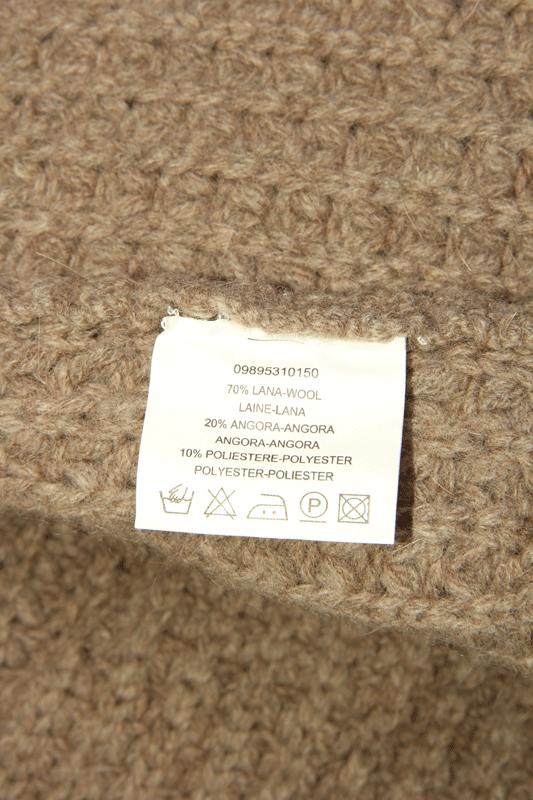 09895310150
70% LANA-WOOL
LAINE-LANA
20% ANGORA-ANGORA
ANGORA-ANGORA
10% POLIESTERE-POLYESTER
POLYESTER-POLIESTER
P